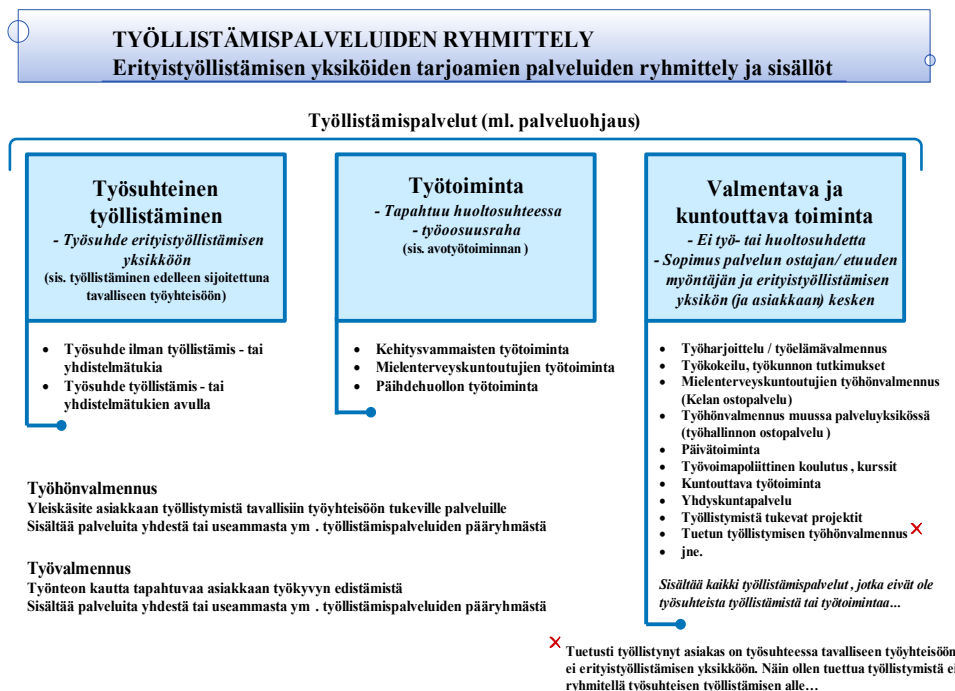 TYÖLLISTÄMISPALVELUIDEN RYHMITTELY
Erityistyöllistämisen yksiköiden tarjoamien palveluiden ryhmittely ja sisällöt
Työllistämispalvelut (ml. palveluohjaus)
Työsuhteinen
työllistäminen
- Työsuhde erityistyöllistämisen
yksikköön
(sis. työllistäminen edelleen sijoitettuna
tavalliseen työyhteisöön)
• Työsuhde ilman työllistämis - tai
yhdistelmätukia
• Työsuhde työllistämis - tai
yhdistelmätukien avulla
Työtoiminta
- Tapahtuu huoltosuhteessa
- työosuusraha
(sis. avotyötoiminnan )
• Kehitysvammaisten työtoiminta
• Mielenterveyskuntoutujien työtoiminta
• Päihdehuollon työtoiminta
Valmentava ja
kuntouttava toiminta
- Ei työ- tai huoltosuhdetta
- Sopimus palvelun ostajan/ etuuden
myöntäjän ja erityistyöllistämisen
yksikön (ja asiakkaan) kesken
• Työharjoittelu / työelämävalmennus
• Työkokeilu, työkunnon tutkimukset
• Mielenterveyskuntoutujien työhönvalmennus
(Kelan ostopalvelu)
• Työhönvalmennus muussa palveluyksikössä
(työhallinnon ostopalvelu )
• Päivätoiminta
• Työvoimapoliittinen koulutus , kurssit
• Kuntouttava työtoiminta
• Yhdyskuntapalvelu
• Työllistymistä tukevat projektit
• Tuetun työllistymisen työhönvalmennus ×
• jne.
Sisältää kaikki työllistämispalvelut , jotka eivät ole
työsuhteista työllistämistä tai työtoimintaa...
Työhönvalmennus
Yleiskäsite asiakkaan työllistymistä tavallisiin työyhteisöön tukeville palveluille
Sisältää palveluita yhdestä tai useammasta ym . työllistämispalveluiden pääryhmästä
Työvalmennus
Työnteon kautta tapahtuvaa asiakkaan työkyvyn edistämistä
Sisältää palveluita yhdestä tai useammasta ym . työllistämispalveluiden pääryhmästä
× Tuetusti työllistynyt asiakas on työsuhteessa tavalliseen työyhteisöön
ei erityistyöllistämisen yksikköön. Näin ollen tuettua työllistymistä ei
ryhmitellä työsuhteisen työllistämisen alle…